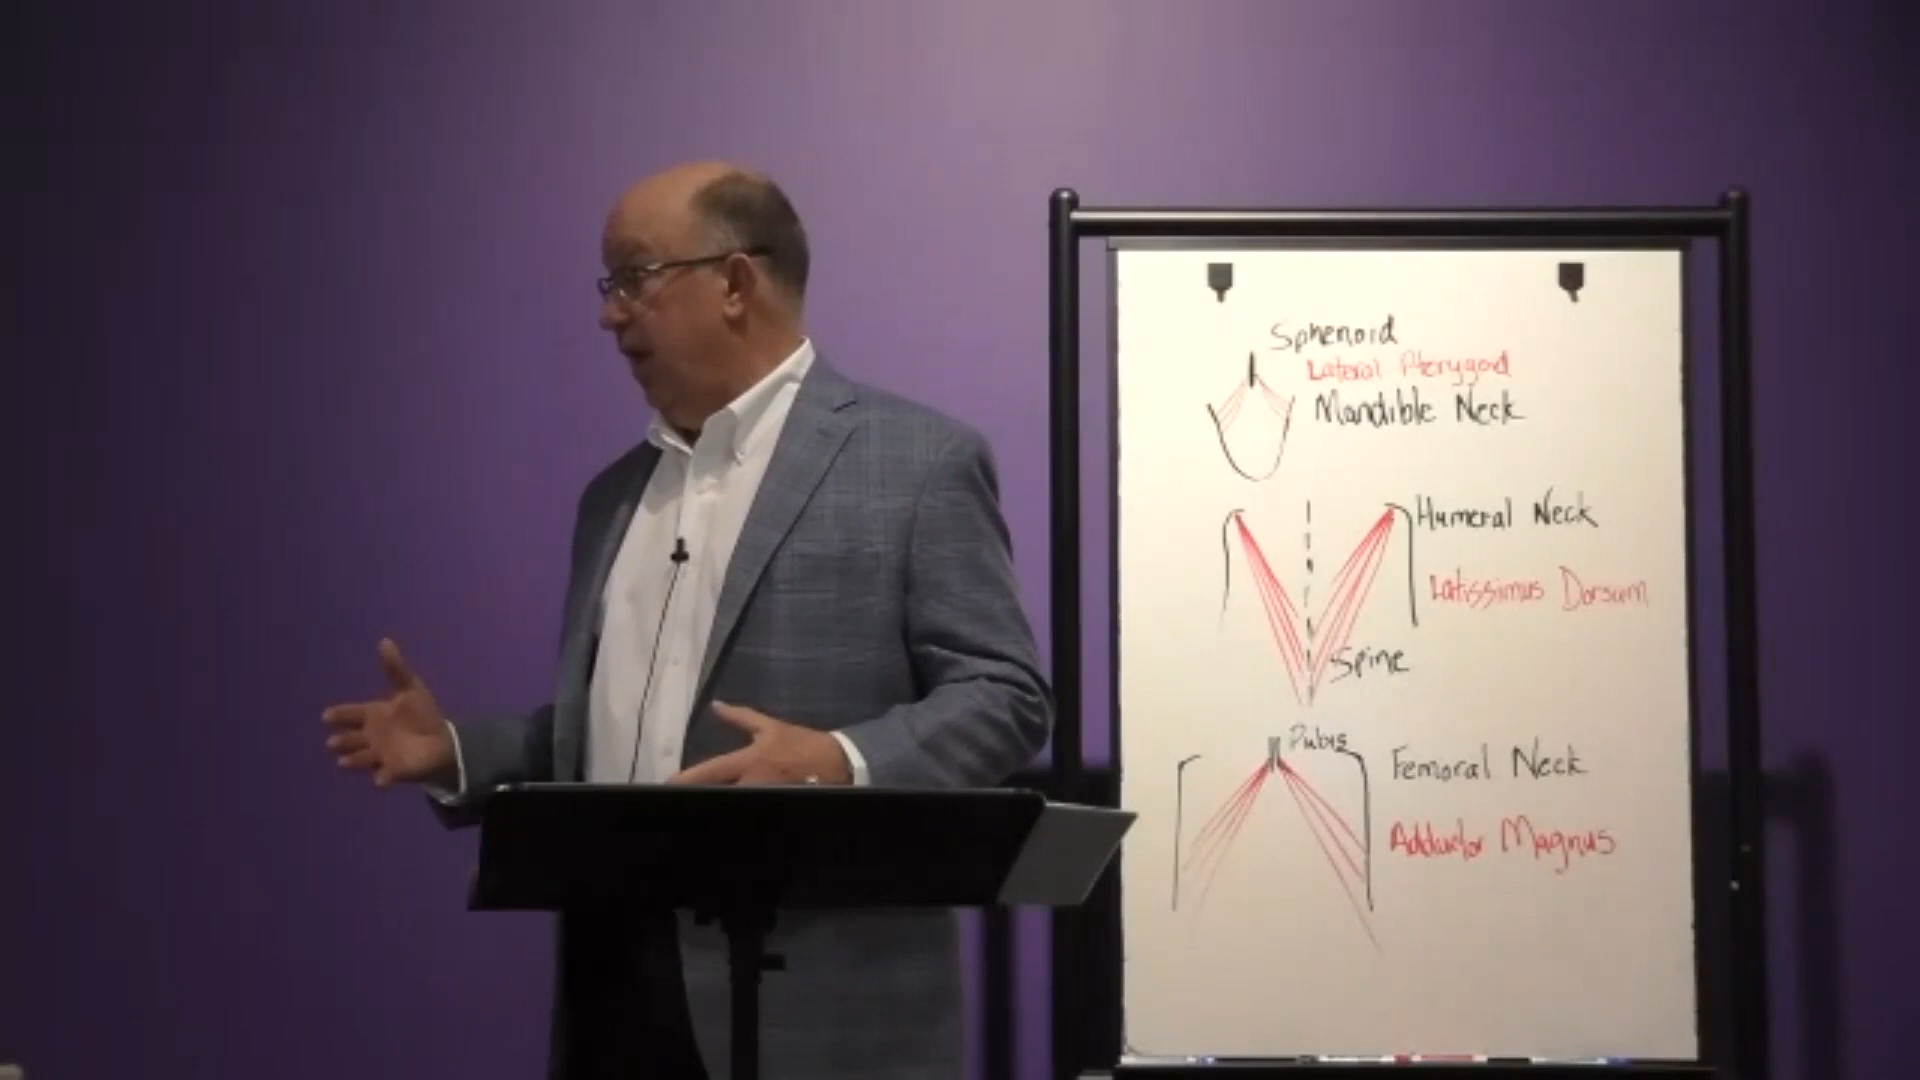 Sphenoid
Lateral Pterygoid
Mandible Neck
Humeral Neck
Latissimus Dorsum
Spine
Pubis
Femoral Neck
Adductor Magnus